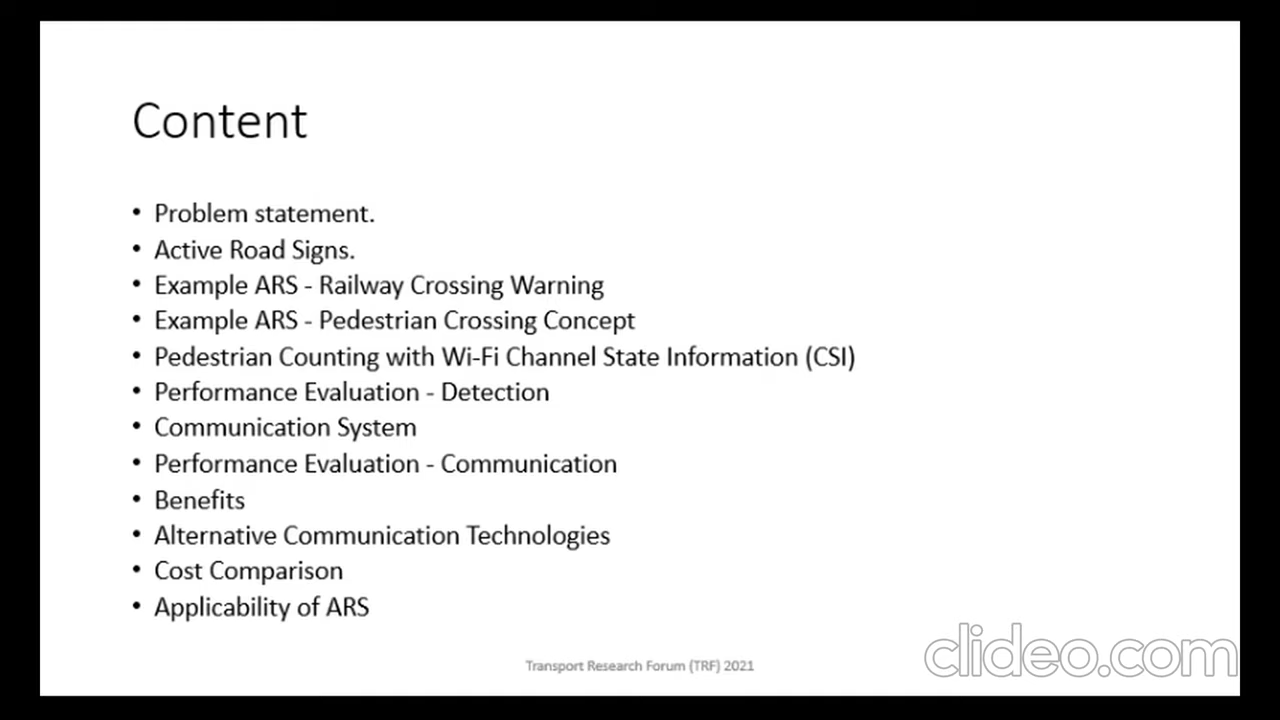 Content
• Problem statement.
• Active Road Signs.
• Example ARS - Railway Crossing Warning
• Example ARS - Pedestrian Crossing Concept
• Pedestrian Counting with Wi-Fi Channel State Information (CSI)
• Performance Evaluation - Detection
• Communication System
• Performance Evaluation - Communication
• Benefits
• Alternative Communication Technologies
• Cost Comparison
• Applicability of ARS
Transport Research Forum (TRF) 2021
clideo.com